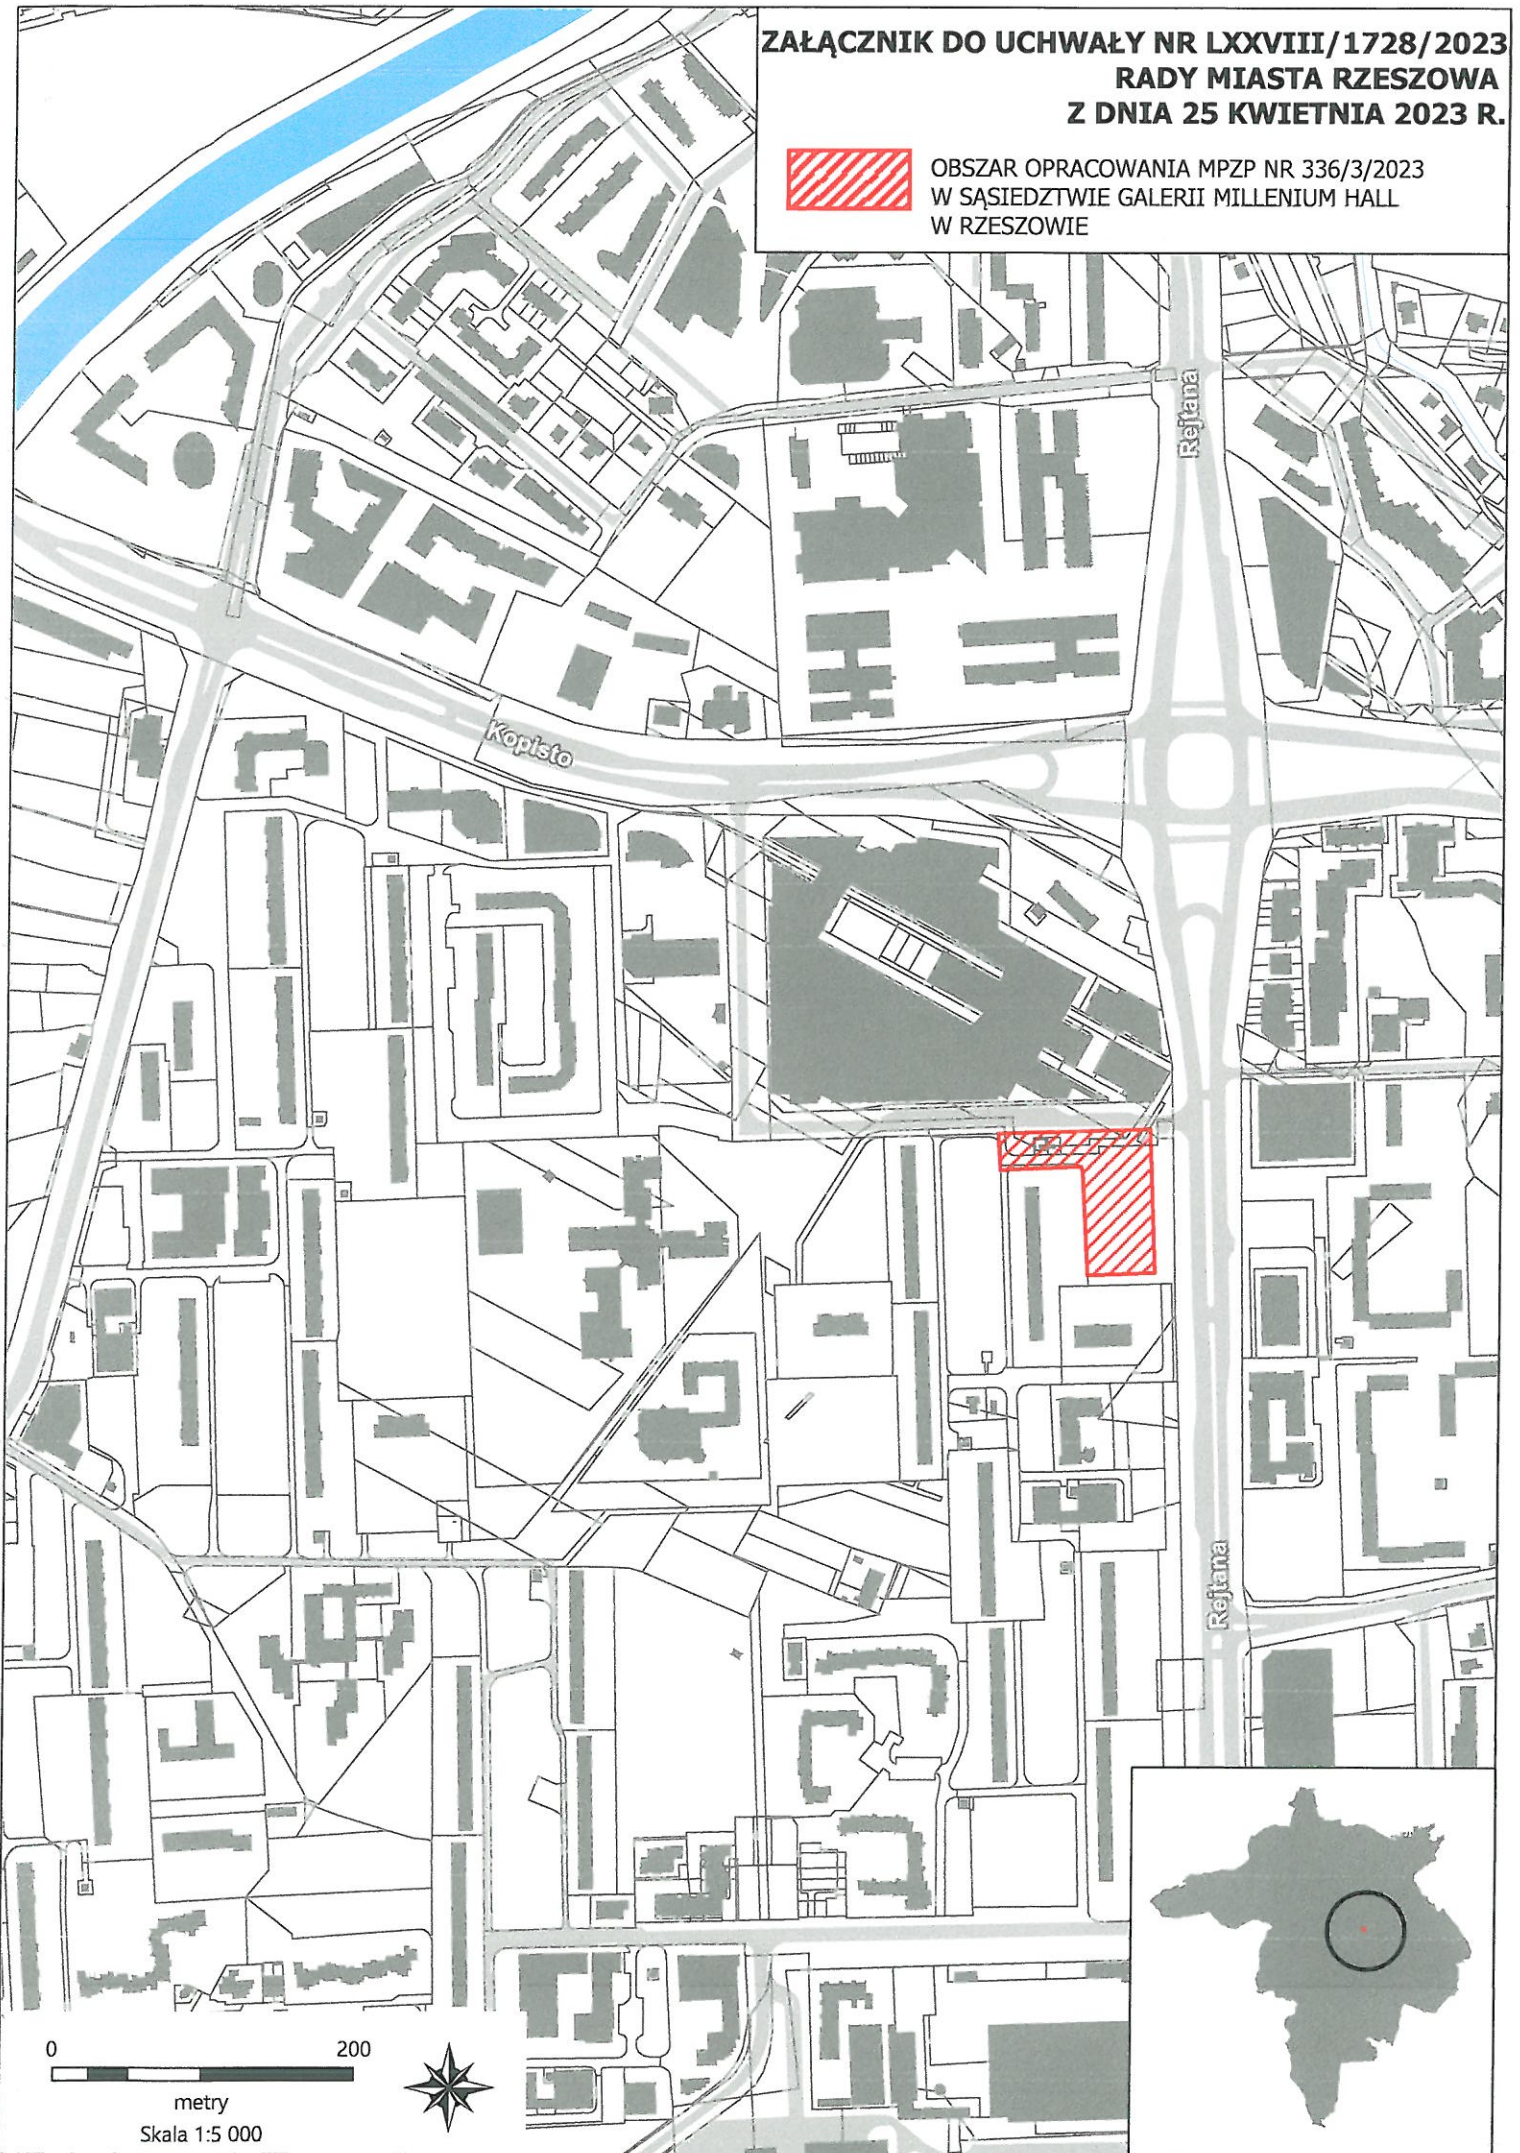 ZAŁĄCZNIK DO UCHWAŁY NR LXXVIII/1728/2023
RADY MIASTA RZESZOWA
Z DNIA 25 KWIETNIA 2023 R.
OBSZAR OPRACOWANIA MPZP NR 336/3/2023
W SĄSIEDZTWIE GALERII MILLENIUM HALL
W RZESZOWIE
Rejtana
Kopisto
Rejtana
0 200
metry
Skala 1:5 000